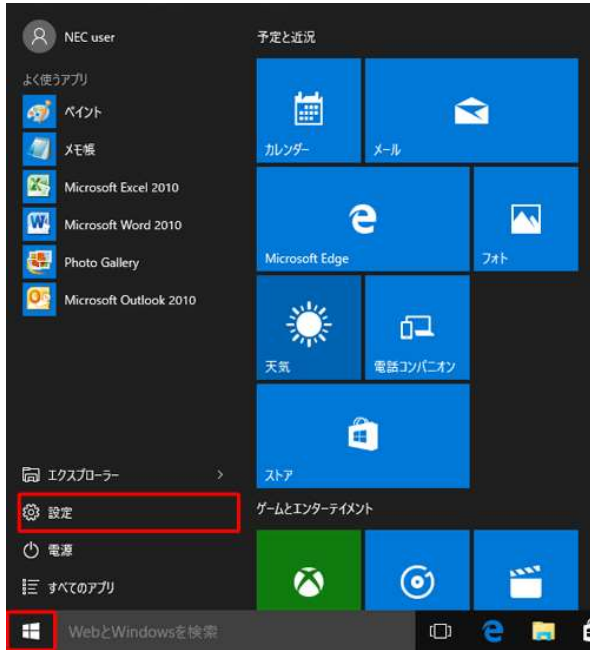 NEC user
よく使うアプリ
ペイント
メモ帳
Microsoft Excel 2010
Microsoft Word 2010
Photo Gallery
Microsoft Outlook 2010
エクスプローラー
設定
電源
すべてのアプリ
予定と近況
カレンダー
メール
Microsoft Edge
フォト
天気
電話コンパニオン
ストア
ゲームとエンターテイメント
WebとWindowsを検索